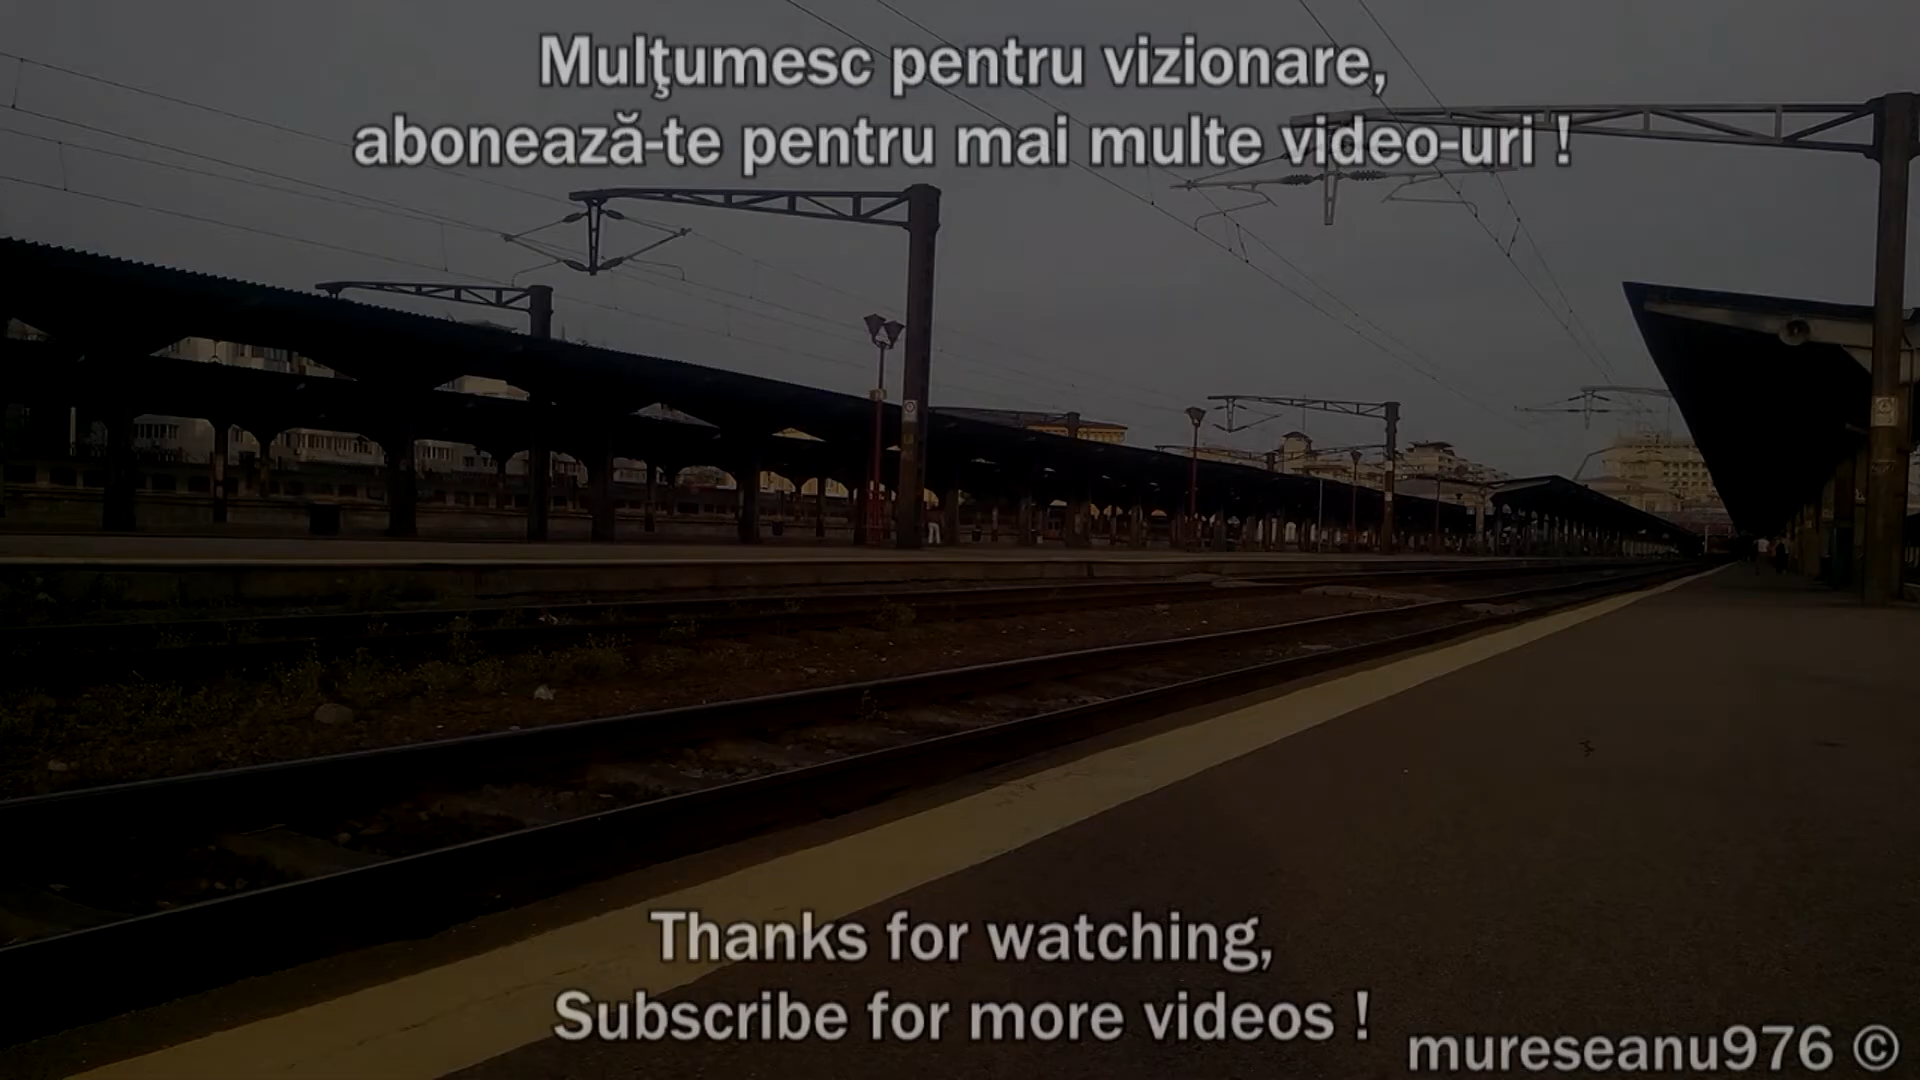 Mulţumesc pentru vizionare,
abonează-te pentru mai multe video-uri !
Thanks for watching,
Subscribe for more videos !
mureseanu976 ©